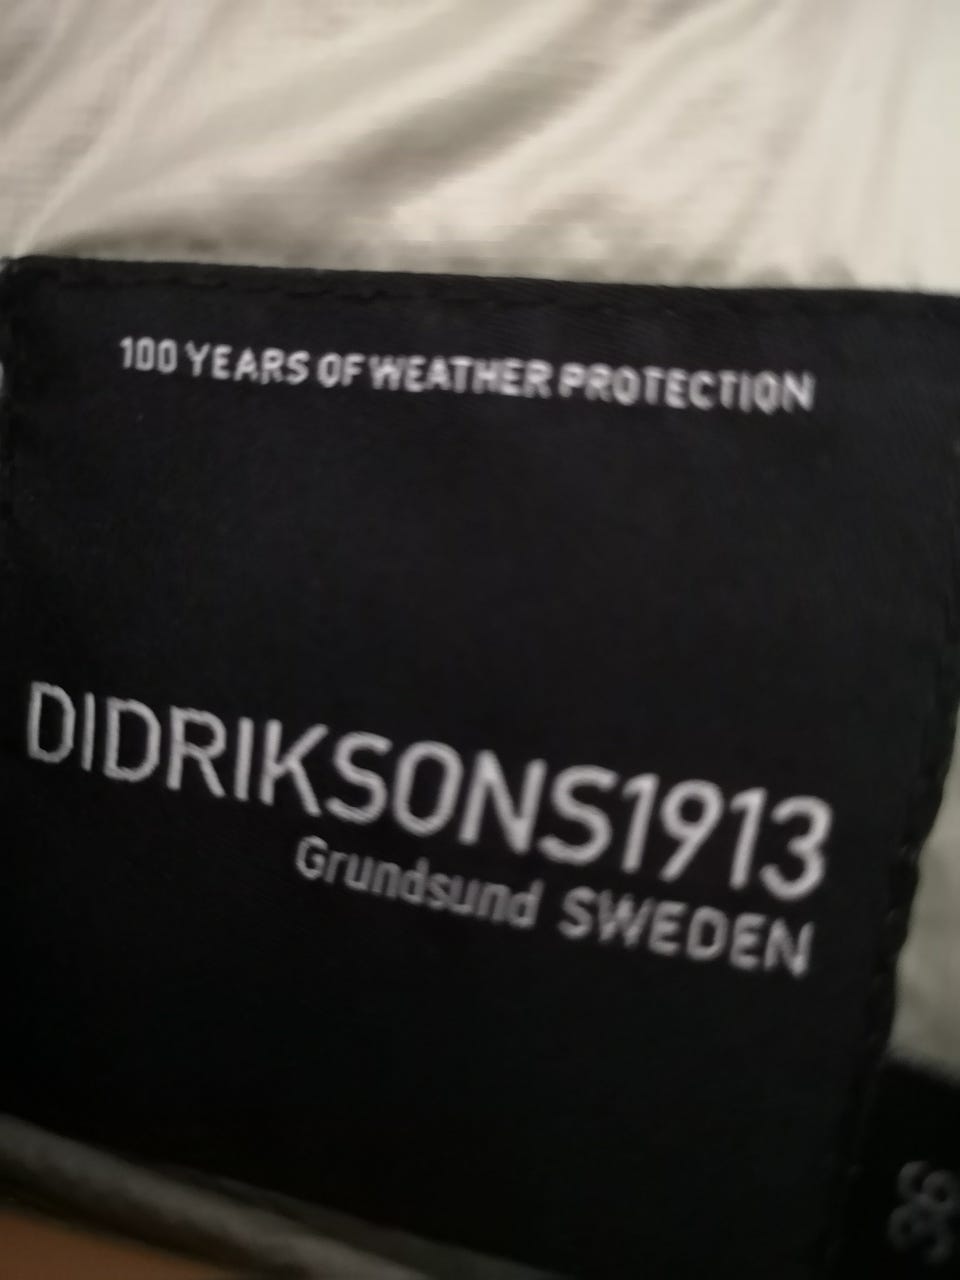 100 YEARS OF WEATHER PROTECTION
DIDRIKSONS1913
Grundsund SWEDEN